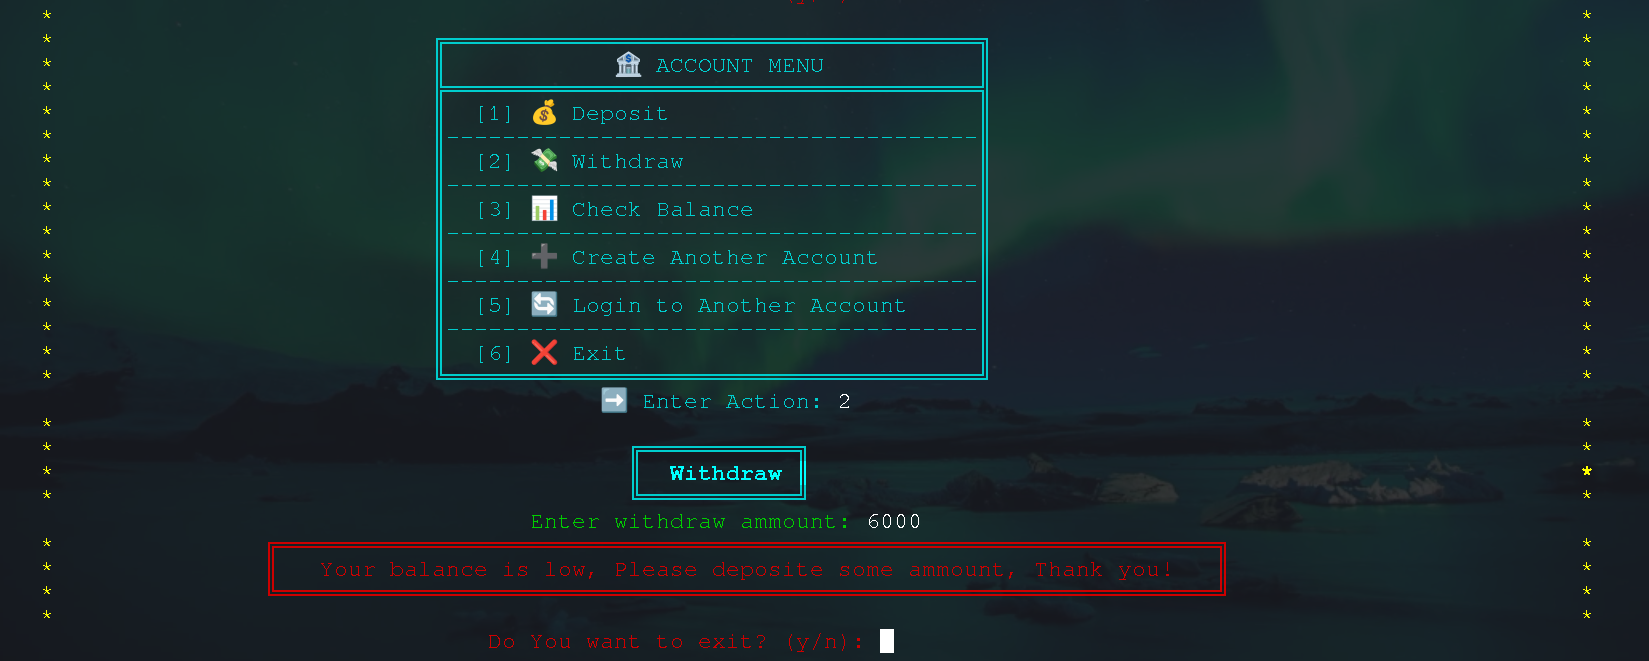 ACCOUNT MENU
[1] 💰 Deposit
[2] 💸 Withdraw
[3] 📊 Check Balance
[4] ➕ Create Another Account
[5] 🔄 Login to Another Account
[6] ❌ Exit
➡️ Enter Action: 2
Withdraw
Enter withdraw ammount: 6000
Your balance is low, Please deposite some ammount, Thank you!
Do You want to exit? (y/n):